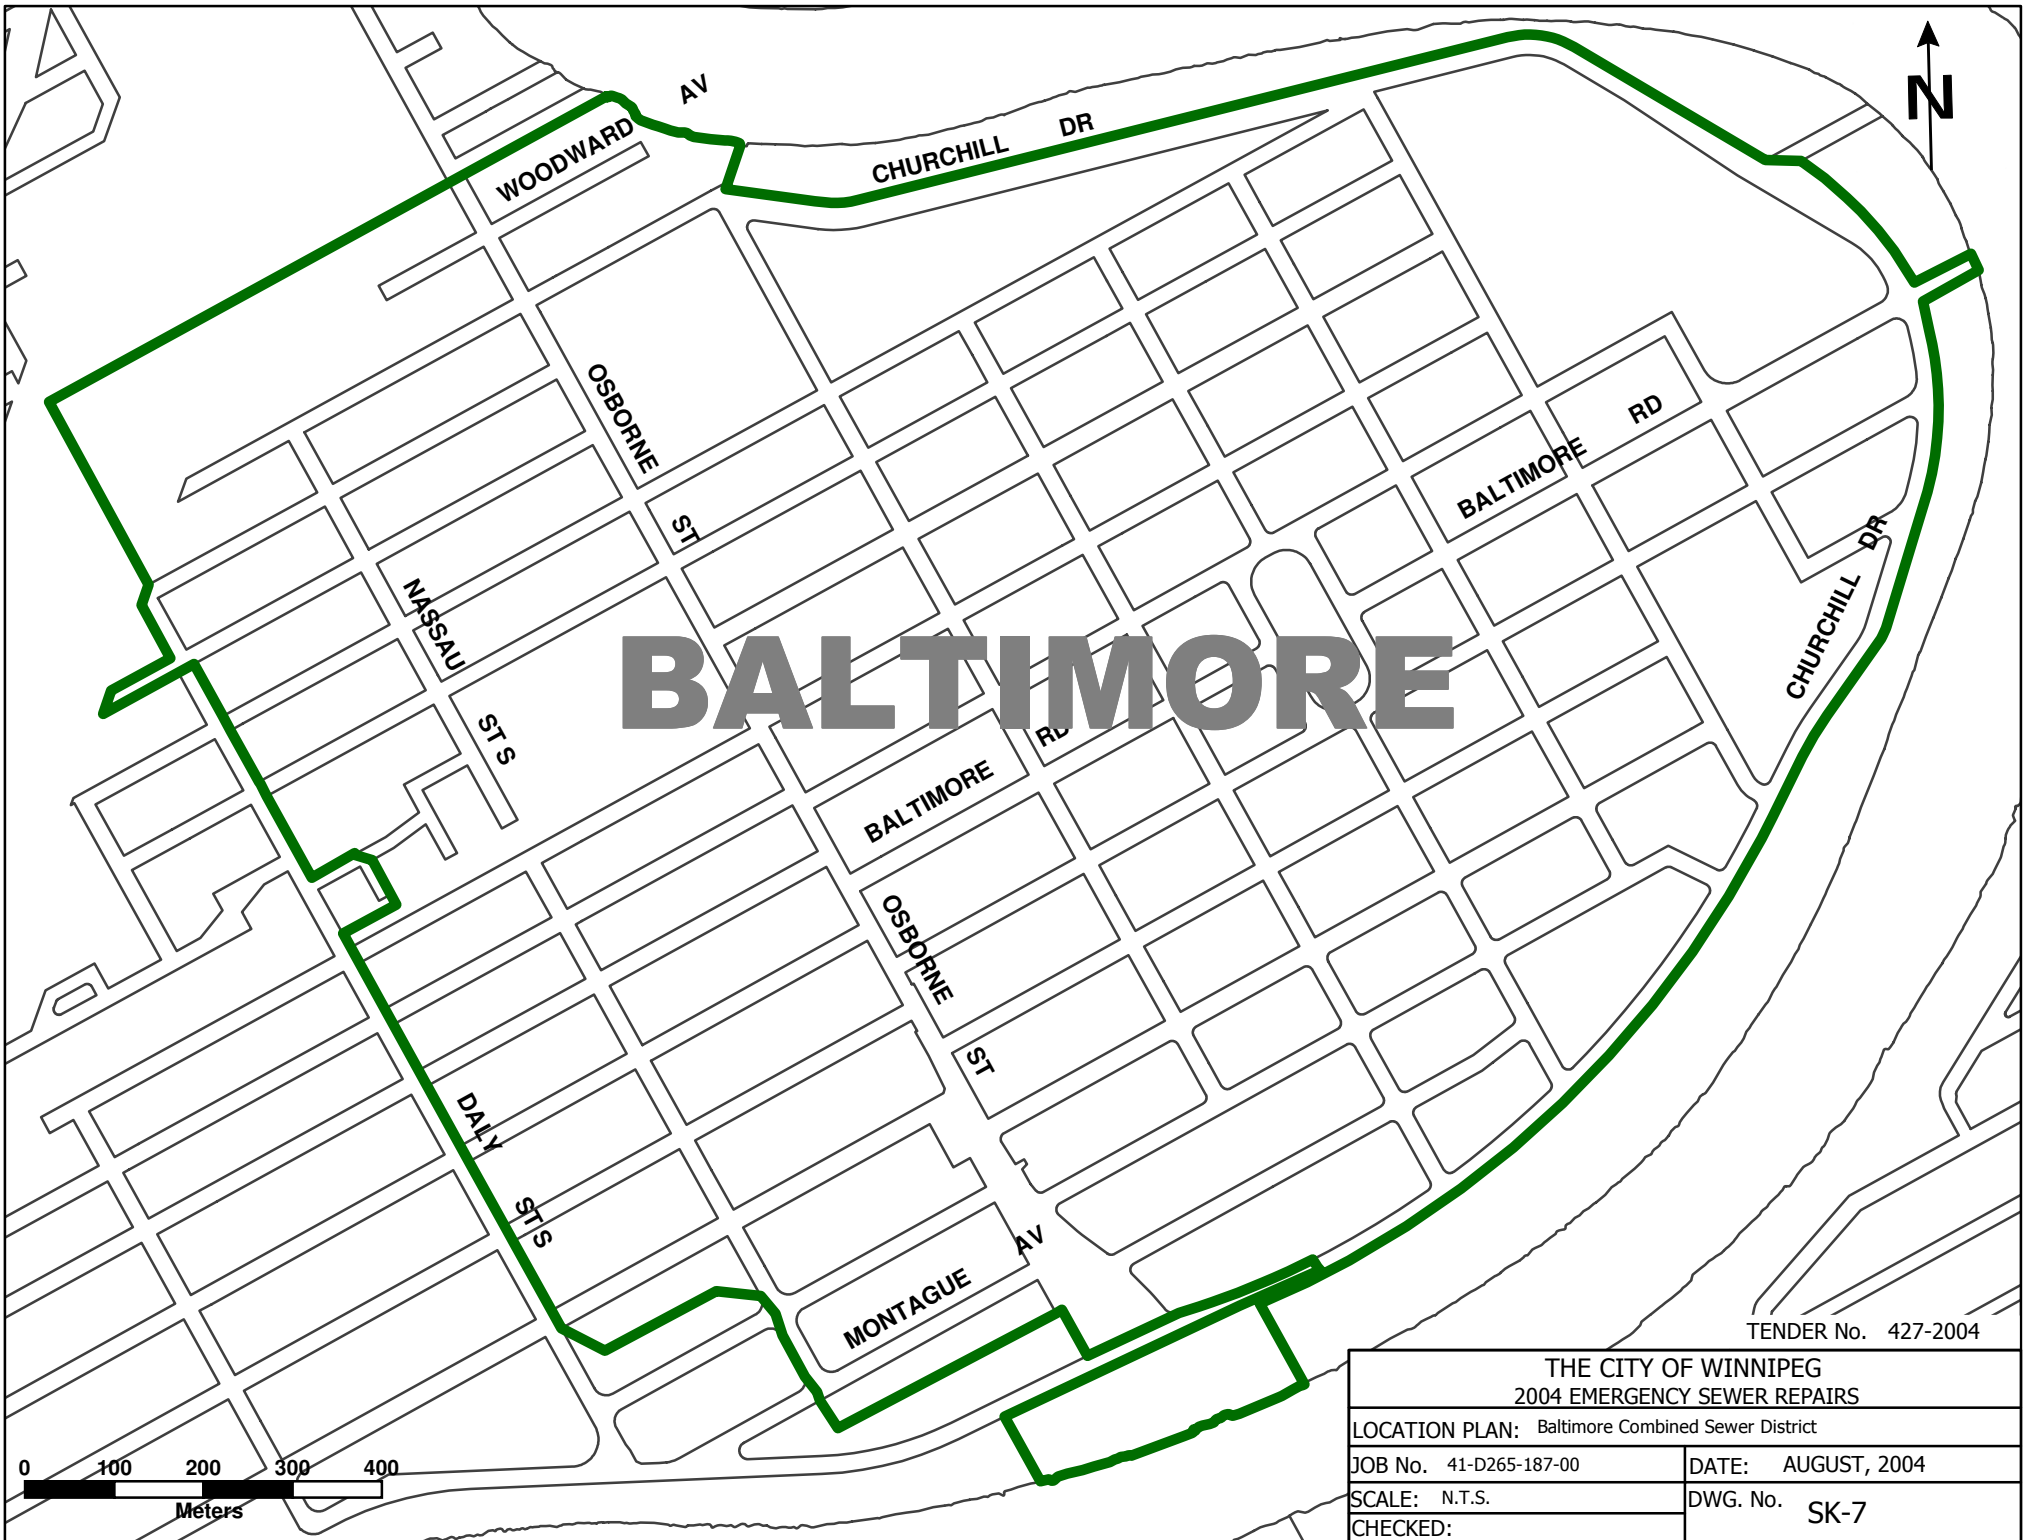 AV
WOODWARD
CHURCHILL DR
N
OSBORNE
ST
BALTIMORE RD
NASSAU
ST S
CHURCHILL DR
BALTIMORE
BALTIMORE RD
OSBORNE
ST
DALY
ST S
MONTAGUE AV
0 100 200 300 400
Meters
TENDER No. 427-2004
THE CITY OF WINNIPEG
2004 EMERGENCY SEWER REPAIRS
LOCATION PLAN: Baltimore Combined Sewer District
JOB No. 41-D265-187-00
DATE: AUGUST, 2004
SCALE: N.T.S.
DWG. No. SK-7
CHECKED: